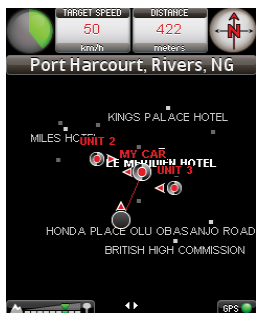 TARGET SPEED
50
km/h
DISTANCE
422
meters
N
Port Harcourt, Rivers, NG
KINGS PALACE HOTEL
MILES HOTEL
UNIT 2
MY CAR
LE MERIDIEN HOTEL
UNIT 3
HONDA PLACE OLU OBASANJO ROAD
BRITISH HIGH COMMISSION
GPS